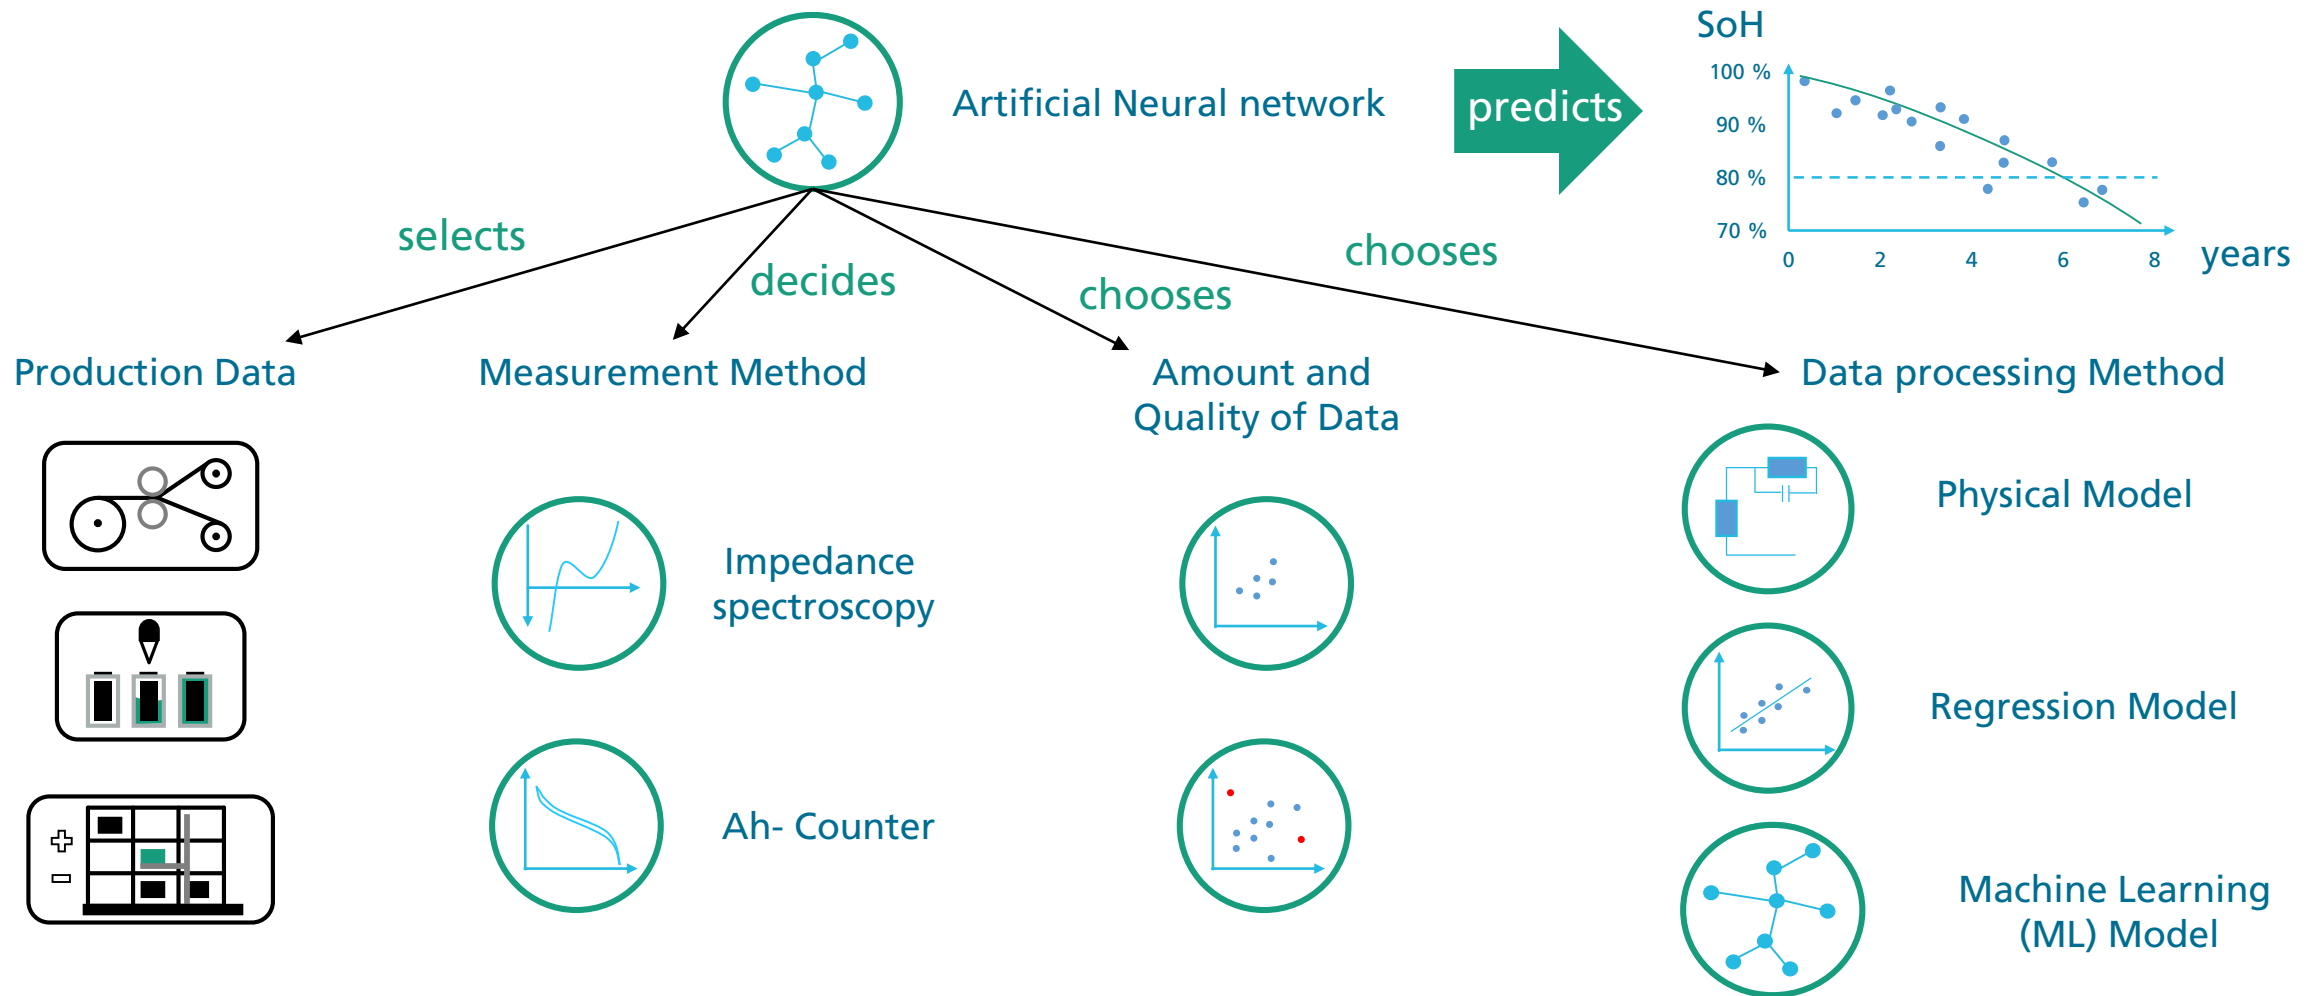 SoH
100 %
90 %
80 %
70 %
0 2 4 6 8
years
Artificial Neural network
predicts
selects
decides
chooses
chooses
Production Data
Measurement Method
Amount and
Quality of Data
Data processing Method
Impedance
spectroscopy
Ah- Counter
Physical Model
Regression Model
Machine Learning
(ML) Model